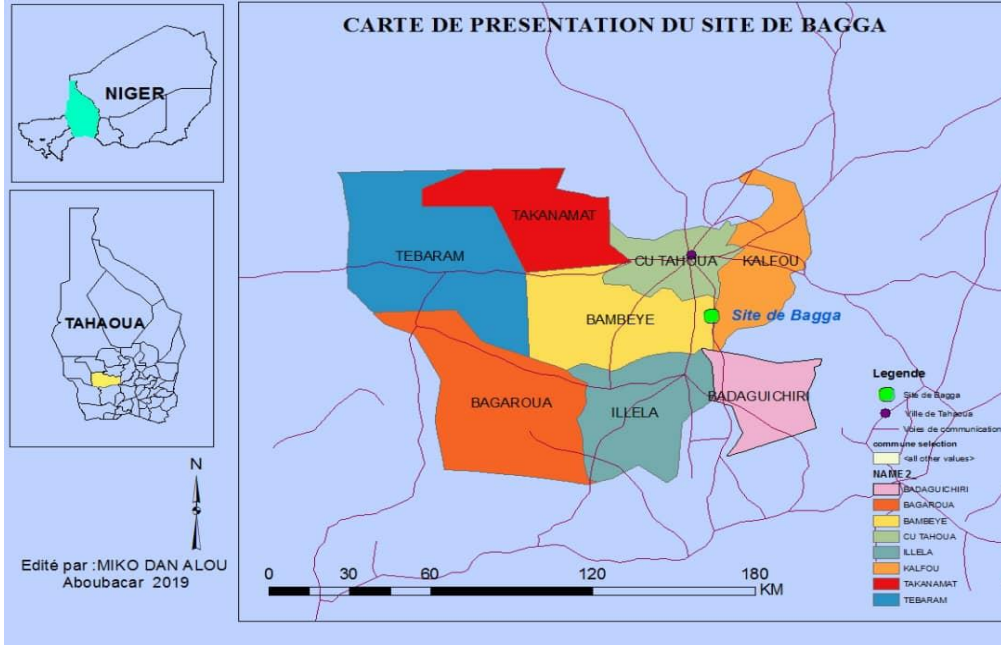 CARTE DE PRESENTATION DU SITE DE BAGGA
NIGER
TAHAOUA
N
Edité par :MIKO DAN ALOU
Aboubacar 2019
TAKANAMAT
TEBARAM
CU TAHOUA
KALFOU
BAMBEYE
Site de Bagga
BAGAROUA
ILLELA
BADAGUICHIRI
Legende
Site de Bagga
Ville de Tahaoua
Voies de communication
commune selection
<all other values>
NAME 2_
BADAGUICHIRI
BAGAROUA
BAMBEYE
CU TAHOUA
ILLELA
KALFOU
TAKANAMAT
TEBARAM
0 30 60 120 180
KM